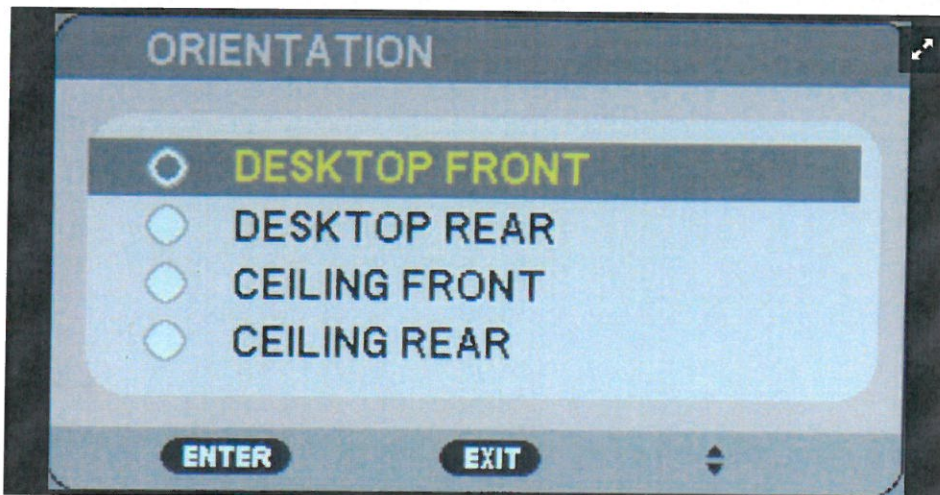 ORIENTATION
DESKTOP FRONT
DESKTOP REAR
CEILING FRONT
CEILING REAR
ENTER EXIT